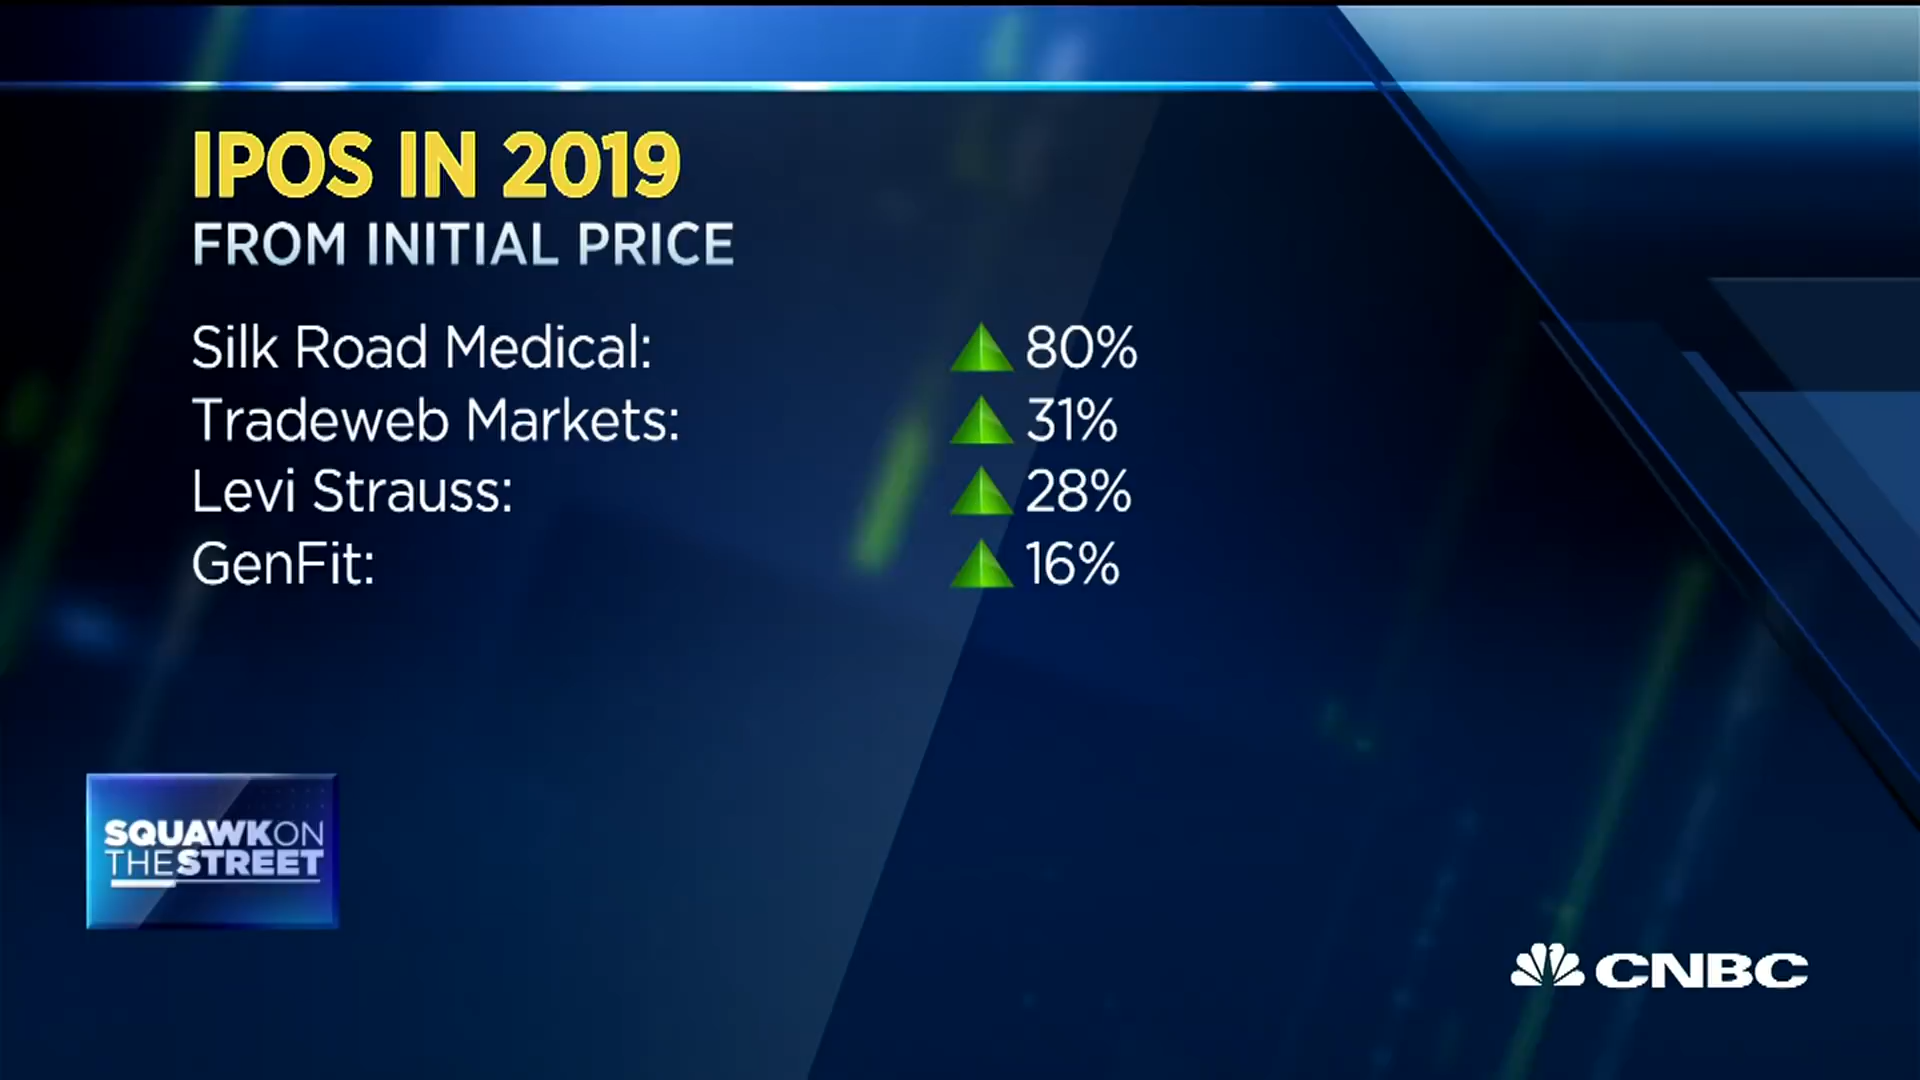 IPOS IN 2019
FROM INITIAL PRICE
Silk Road Medical: 80%
Tradeweb Markets: 31%
Levi Strauss: 28%
GenFit: 16%
SQUAWK ON
THE STREET
CNBC